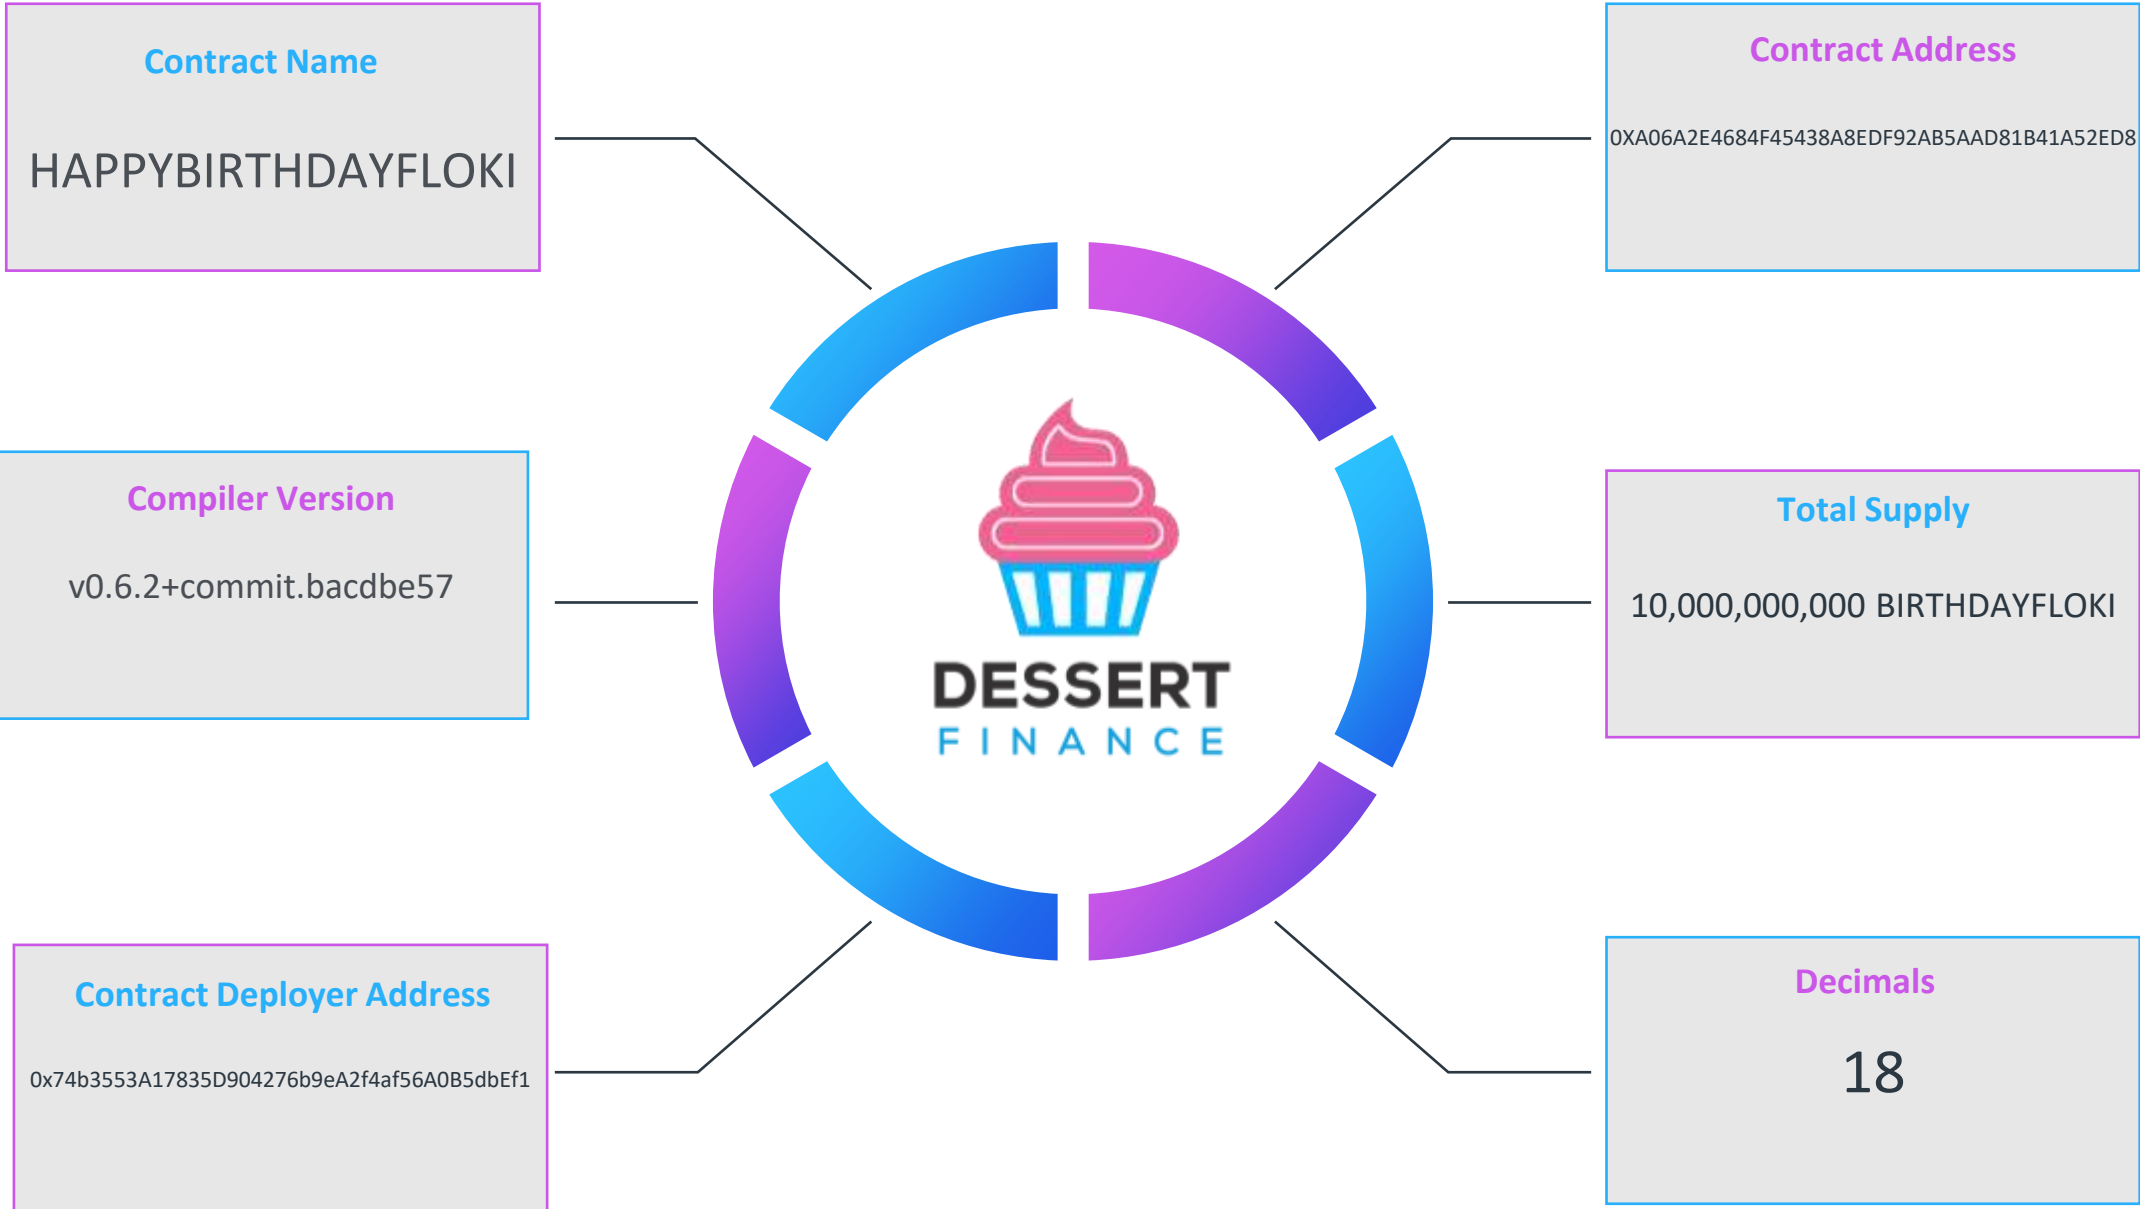 Contract Name
HAPPYBIRTHDAYFLOKI
Contract Address
0XA06A2E4684F45438A8EDF92AB5AAD81B41A52ED8
Compiler Version
v0.6.2+commit.bacdbe57
Total Supply
10,000,000,000 BIRTHDAYFLOKI
DESSERT
FINANCE
Contract Deployer Address
0x74b3553A17835D904276b9eA2f4af56A0B5dbEf1
Decimals
18